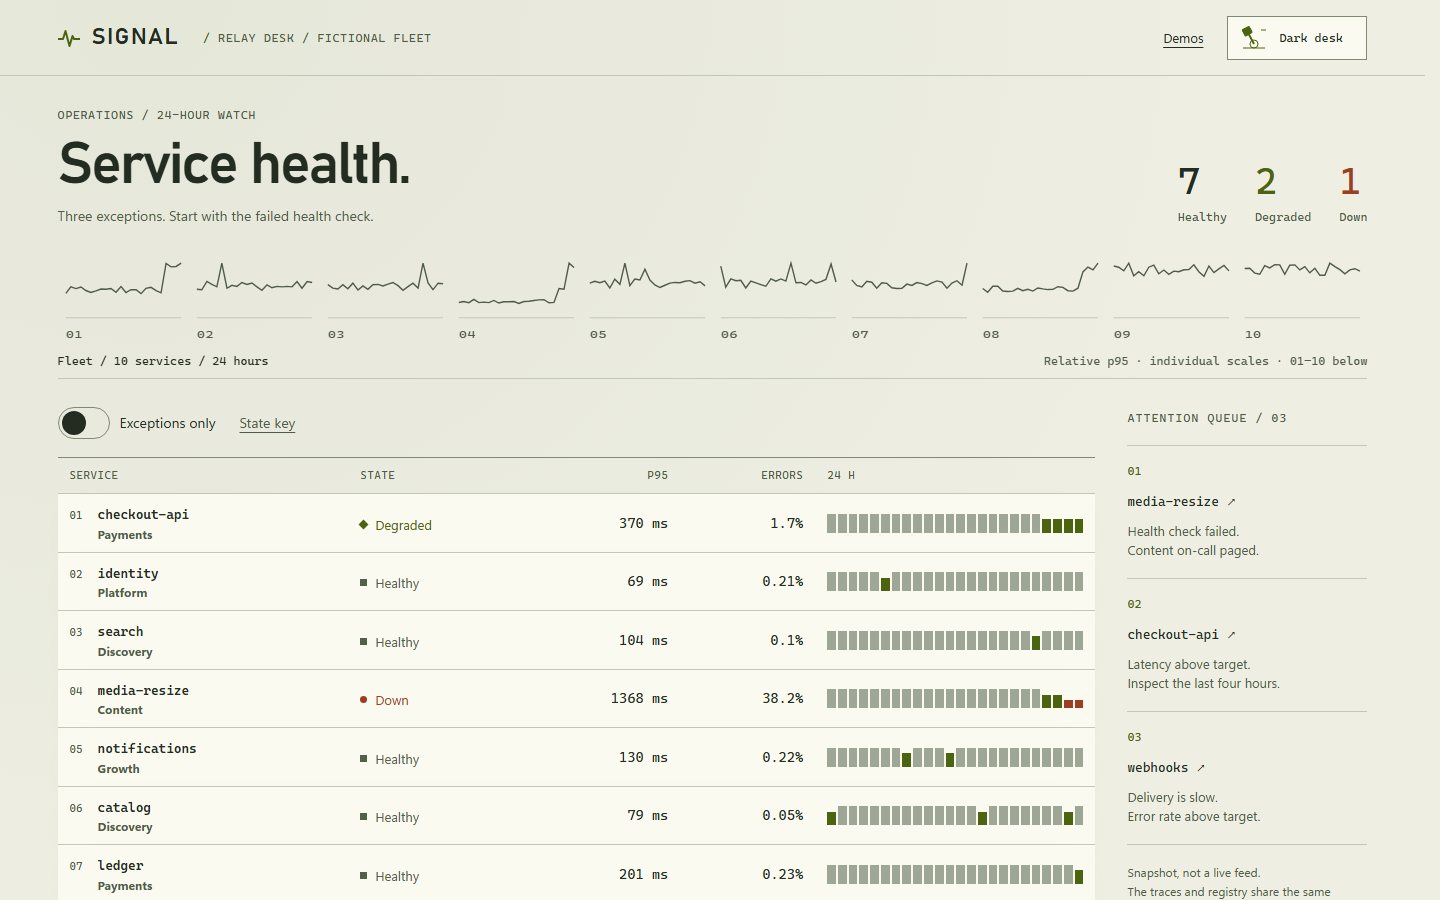 SIGNAL / RELAY DESK / FICTIONAL FLEET
Demos
Dark desk
OPERATIONS / 24-HOUR WATCH
Service health.
Three exceptions. Start with the failed health check.
7 2 1
Healthy Degraded Down
01 02 03 04 05 06 07 08 09 10
Fleet / 10 services / 24 hours
Relative p95 · individual scales · 01–10 below
Exceptions only State key
SERVICE STATE P95 ERRORS 24 H
01 checkout-api Degraded 370 ms 1.7%
Payments
02 identity Healthy 69 ms 0.21%
Platform
03 search Healthy 104 ms 0.1%
Discovery
04 media-resize Down 1368 ms 38.2%
Content
05 notifications Healthy 130 ms 0.22%
Growth
06 catalog Healthy 79 ms 0.05%
Discovery
07 ledger Healthy 201 ms 0.23%
Payments
ATTENTION QUEUE / 03
01
media-resize ↗
Health check failed.
Content on-call paged.
02
checkout-api ↗
Latency above target.
Inspect the last four hours.
03
webhooks ↗
Delivery is slow.
Error rate above target.
Snapshot, not a live feed.
The traces and registry share the same